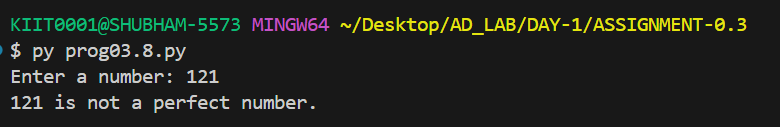 KIIT0001@SHUBHAM-5573 MINGW64 ~/Desktop/AD_LAB/DAY-1/ASSIGNMENT-0.3
$ py prog03.8.py
Enter a number: 121
121 is not a perfect number.